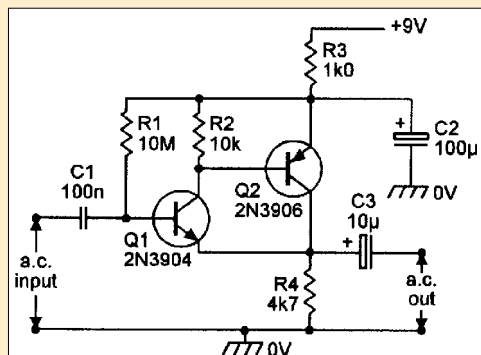 +9V
R3
1k0
R1
10M
R2
10k
C1
100n
Q1
2N3904
Q2
2N3906
+
C2
100µ
0V
C3
10µ
+
R4
4k7
a.c.
input
a.c.
out
0V